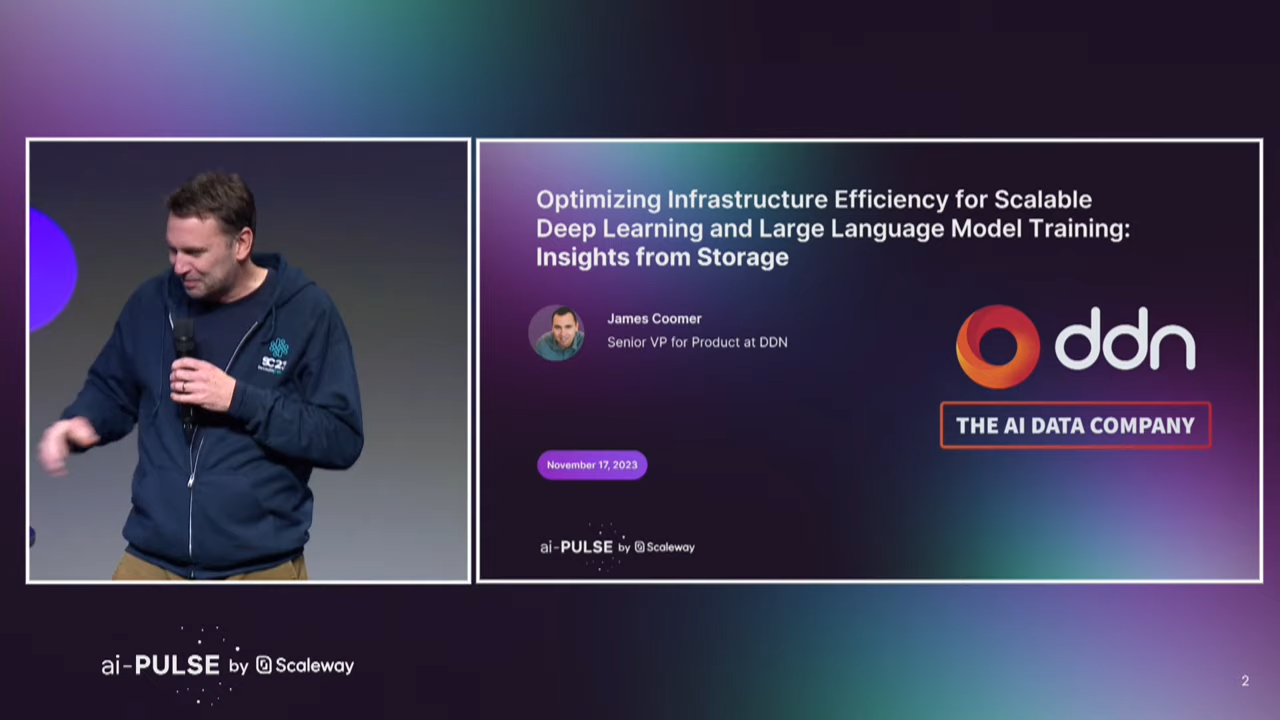 SC21
Optimizing Infrastructure Efficiency for Scalable
Deep Learning and Large Language Model Training:
Insights from Storage
James Coomer
Senior VP for Product at DDN
ddn
THE AI DATA COMPANY
November 17, 2023
ai-PULSE by Scaleway
ai-PULSE by Scaleway
2